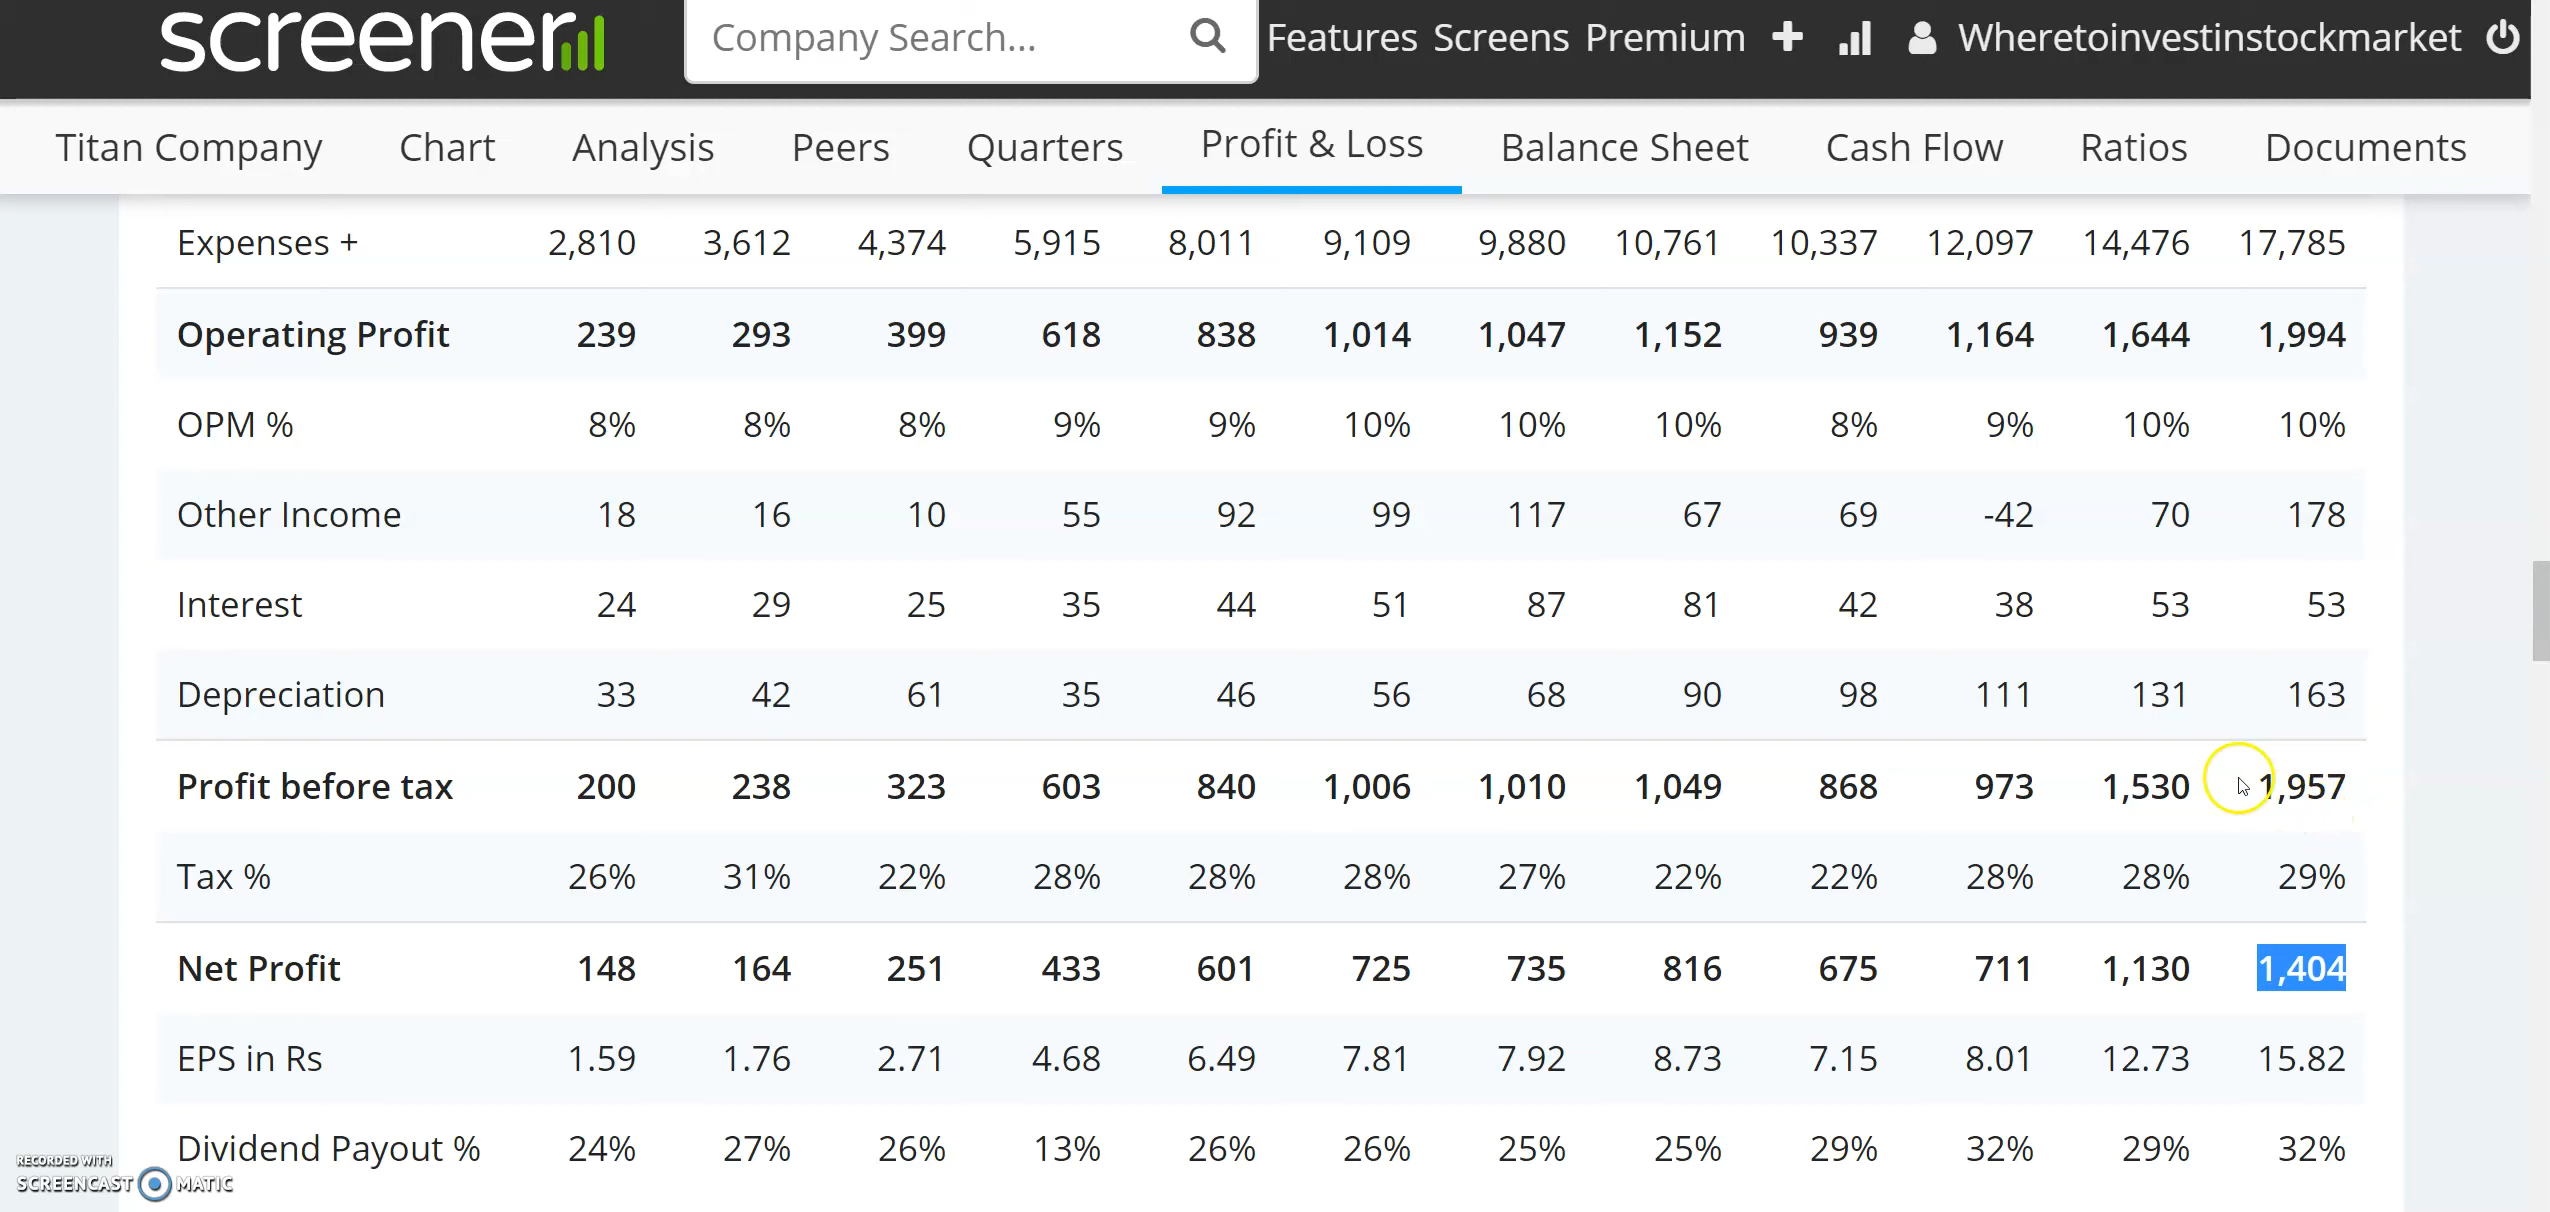 screener Company Search... Features Screens Premium Wheretoinvestinstockmarket
Titan Company Chart Analysis Peers Quarters Profit & Loss Balance Sheet Cash Flow Ratios Documents
Expenses + 2,810 3,612 4,374 5,915 8,011 9,109 9,880 10,761 10,337 12,097 14,476 17,785
Operating Profit 239 293 399 618 838 1,014 1,047 1,152 939 1,164 1,644 1,994
OPM % 8% 8% 8% 9% 9% 10% 10% 10% 8% 9% 10% 10%
Other Income 18 16 10 55 92 99 117 67 69 -42 70 178
Interest 24 29 25 35 44 51 87 81 42 38 53 53
Depreciation 33 42 61 35 46 56 68 90 98 111 131 163
Profit before tax 200 238 323 603 840 1,006 1,010 1,049 868 973 1,530 1,957
Tax % 26% 31% 22% 28% 28% 28% 27% 22% 22% 28% 28% 29%
Net Profit 148 164 251 433 601 725 735 816 675 711 1,130 1,404
EPS in Rs 1.59 1.76 2.71 4.68 6.49 7.81 7.92 8.73 7.15 8.01 12.73 15.82
Dividend Payout % 24% 27% 26% 13% 26% 26% 25% 25% 29% 32% 29% 32%
RECORDED WITH
SCREENCAST MATIC